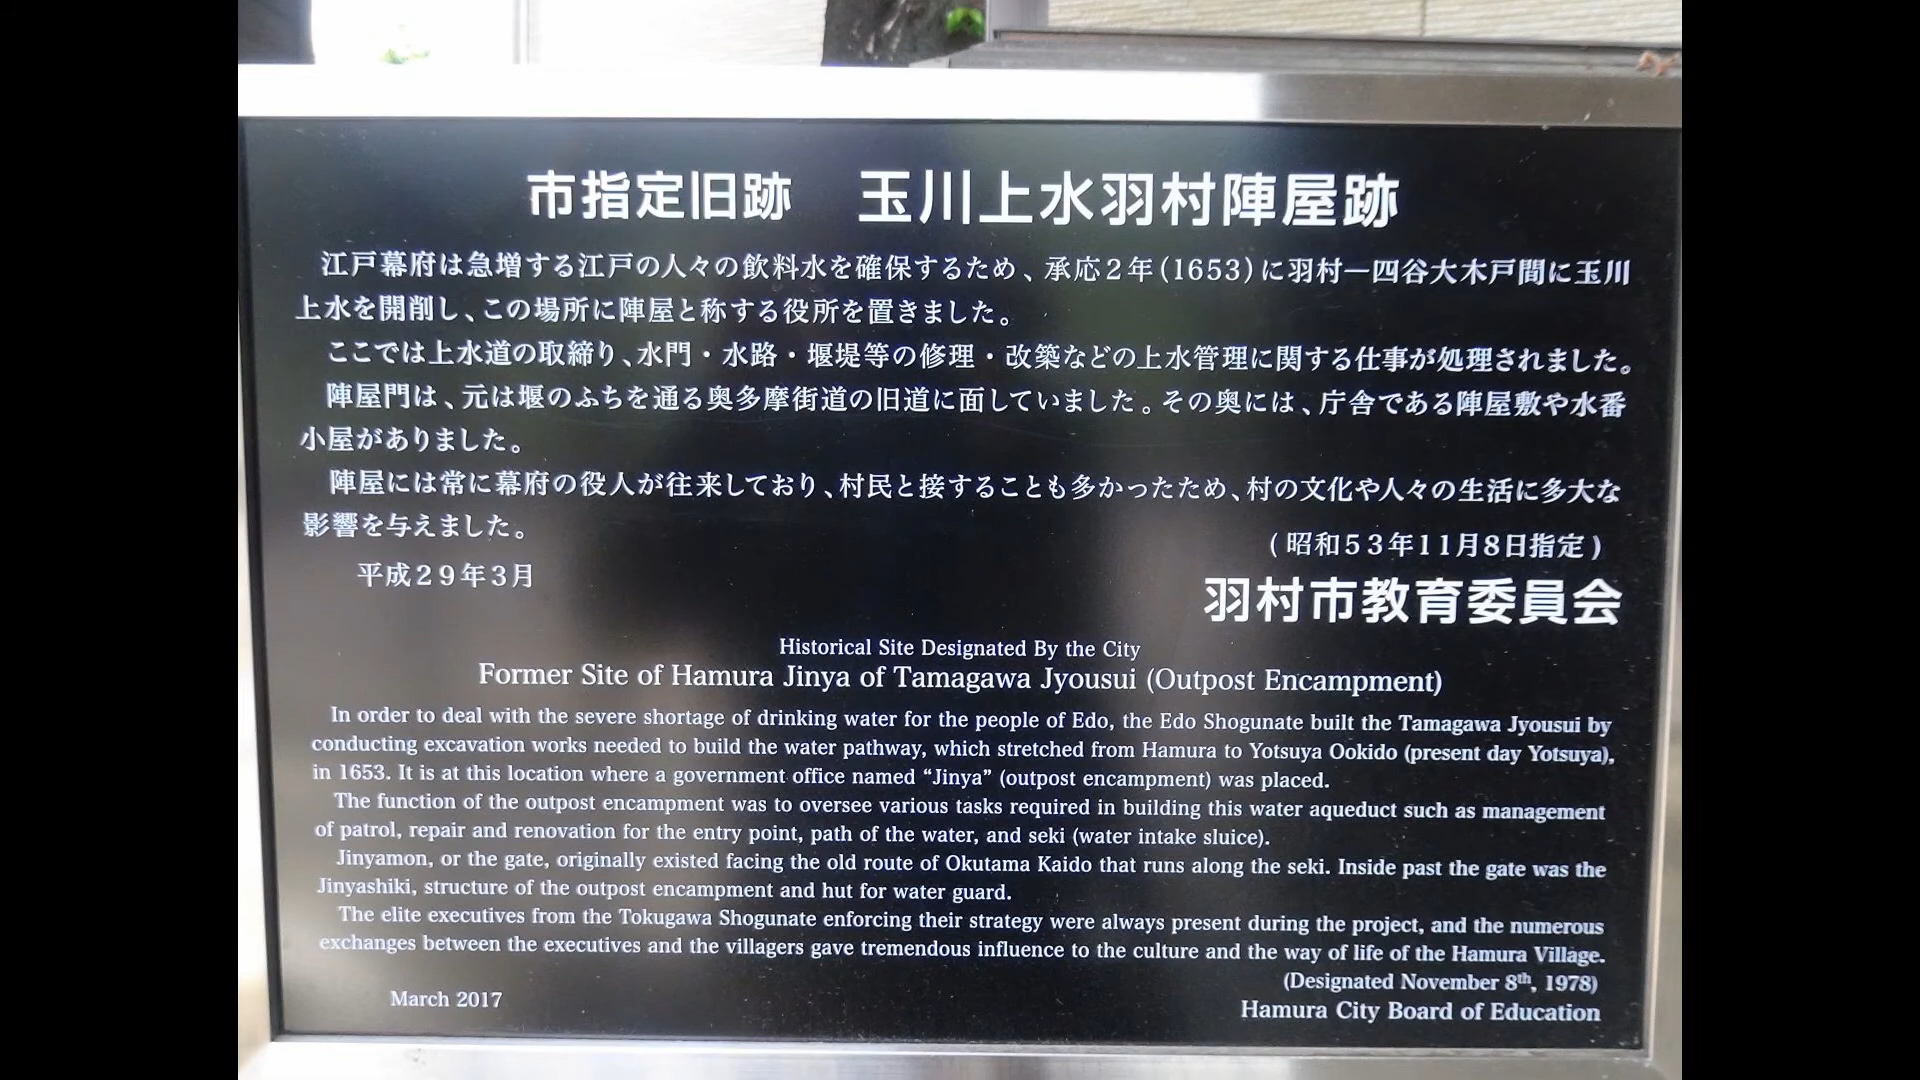 市指定旧跡　玉川上水羽村陣屋跡
江戸幕府は急増する江戸の人々の飲料水を確保するため、承応2年(1653)に羽村―四谷大木戸間に玉川
上水を開削し、この場所に陣屋と称する役所を置きました。
ここでは上水道の取締り、水門・水路・堰堤等の修理・改築などの上水管理に関する仕事が処理されました。
陣屋門は、元は堰のふちを通る奥多摩街道の旧道に面していました。その奥には、庁舎である陣屋敷や水番
小屋がありました。
陣屋には常に幕府の役人が往来しており、村民と接することも多かったため、村の文化や人々の生活に多大な
影響を与えました。
(昭和53年11月8日指定)
平成29年3月
羽村市教育委員会
Historical Site Designated By the City
Former Site of Hamura Jinya of Tamagawa Jyousui (Outpost Encampment)
In order to deal with the severe shortage of drinking water for the people of Edo, the Edo Shogunate built the Tamagawa Jyousui by
conducting excavation works needed to build the water pathway, which stretched from Hamura to Yotsuya Ookido (present day Yotsuya),
in 1653. It is at this location where a government office named “Jinya” (outpost encampment) was placed.
The function of the outpost encampment was to oversee various tasks required in building this water aqueduct such as management
of patrol, repair and renovation for the entry point, path of the water, and seki (water intake sluice).
Jinyamon, or the gate, originally existed facing the old route of Okutama Kaido that runs along the seki. Inside past the gate was the
Jinyashiki, structure of the outpost encampment and hut for water guard.
The elite executives from the Tokugawa Shogunate enforcing their strategy were always present during the project, and the numerous
exchanges between the executives and the villagers gave tremendous influence to the culture and the way of life of the Hamura Village.
(Designated November 8th, 1978)
March 2017
Hamura City Board of Education